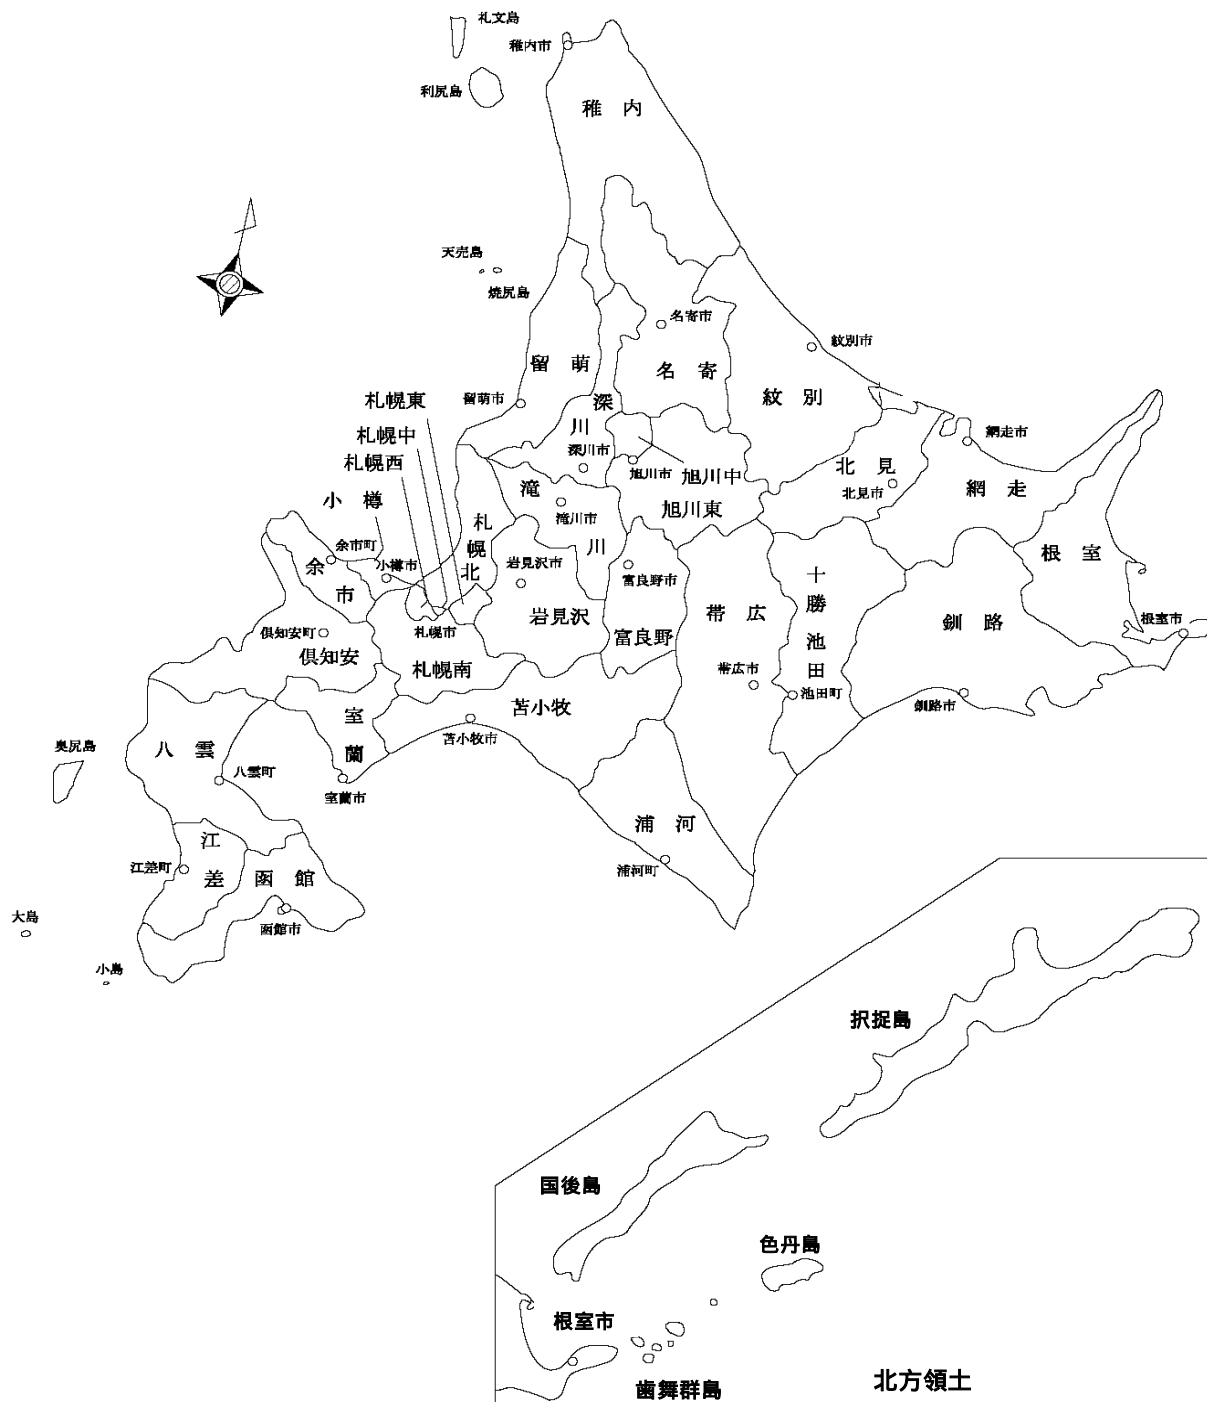 礼文島
稚内市
利尻島
稚内
天売島
焼尻島
名寄市
紋別市
留萌
名寄
紋別
留萌市
札幌東
深川
札幌中
深川市
旭川市
旭川中
札幌西
北見
北見市
網走市
網走
小樽
滝川
滝川市
旭川東
札幌北
余市町
余市
小樽市
岩見沢市
富良野市
十勝池田
根室
倶知安町
倶知安
札幌市
札幌南
岩見沢
富良野
帯広
釧路
根室市
帯広市
池田町
釧路市
室蘭
苫小牧
苫小牧市
奥尻島
八雲
八雲町
室蘭市
浦河
浦河町
江差
江差町
函館
函館市
大島
小島
択捉島
国後島
色丹島
根室市
歯舞群島
北方領土